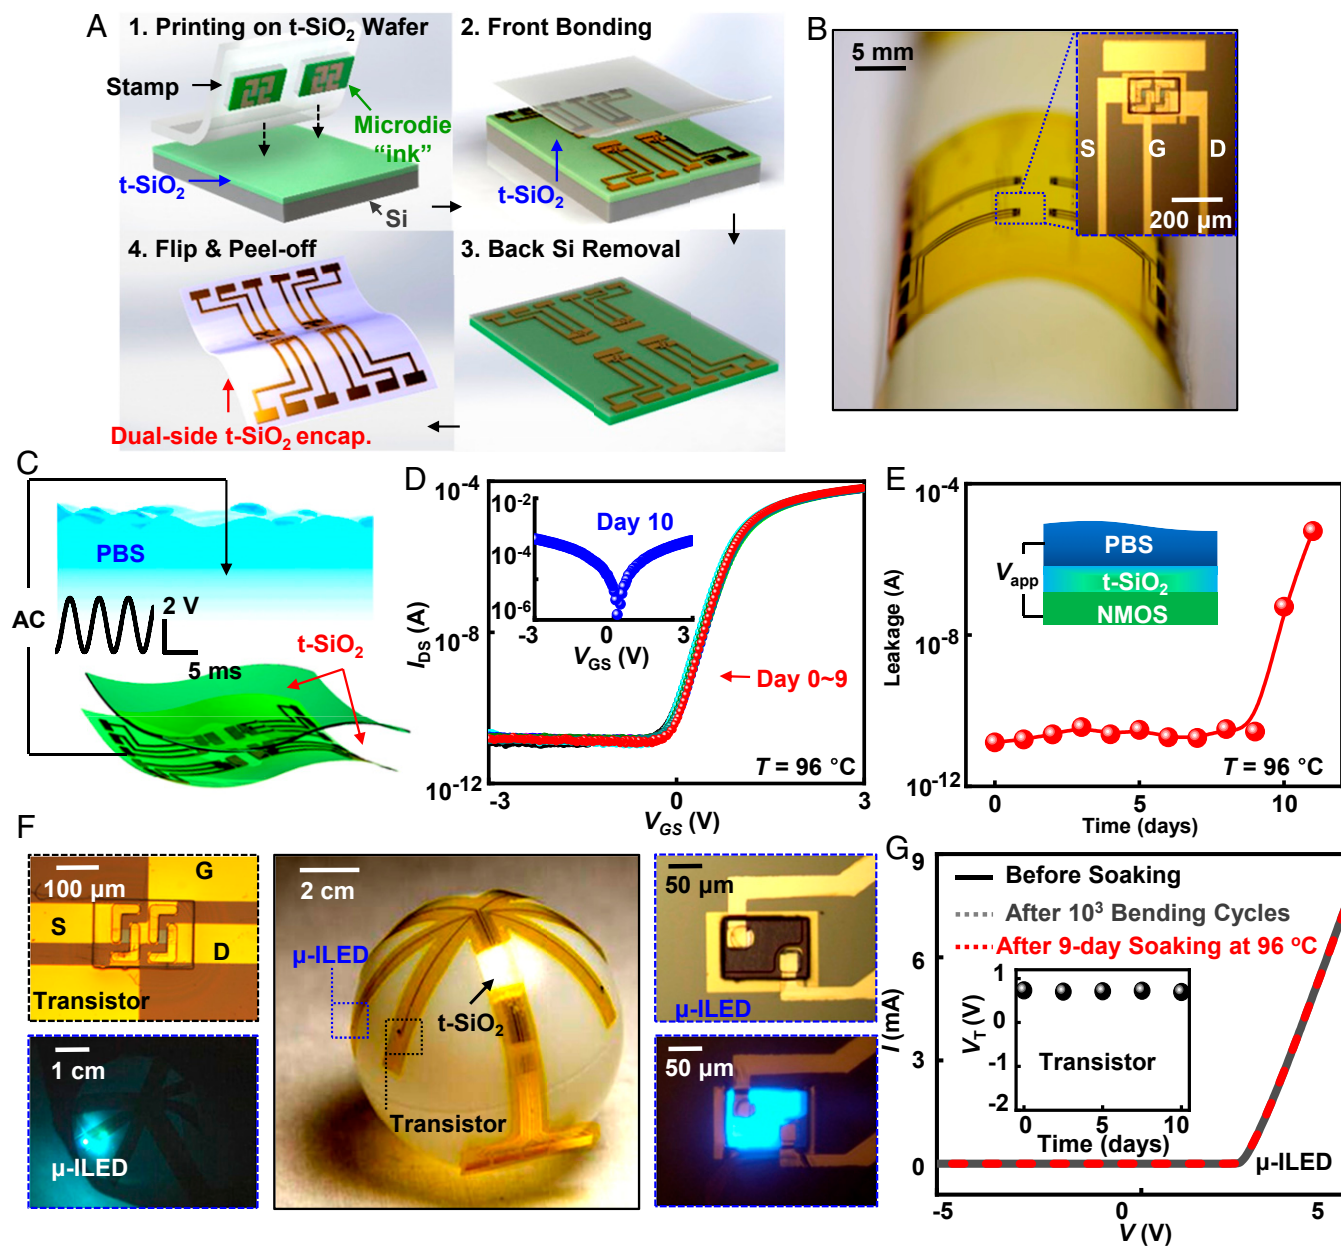 A
1. Printing on t-SiO2 Wafer
Stamp
Microdie
“ink”
t-SiO2
Si
2. Front Bonding
t-SiO2
4. Flip & Peel-off
Dual-side t-SiO2 encap.
3. Back Si Removal
B
5 mm
S
G
D
200 μm
C
PBS
AC
2 V
5 ms
t-SiO2
D
10-4
10-8
10-12
IDS (A)
10-2
10-4
10-6
Day 10
-3
0
3
VGS (V)
Day 0~9
T = 96 °C
-3
0
3
VGS (V)
E
10-4
10-8
10-12
Leakage (A)
Vapp
PBS
t-SiO2
NMOS
T = 96 °C
0
5
10
Time (days)
F
100 μm
G
S
D
Transistor
1 cm
μ-ILED
2 cm
μ-ILED
t-SiO2
Transistor
50 μm
μ-ILED
50 μm
G
9
6
3
0
I (mA)
Before Soaking
After 103 Bending Cycles
After 9-day Soaking at 96 °C
1
0
-1
-2
VT (V)
Transistor
0
5
10
Time (days)
μ-ILED
-5
0
5
V (V)